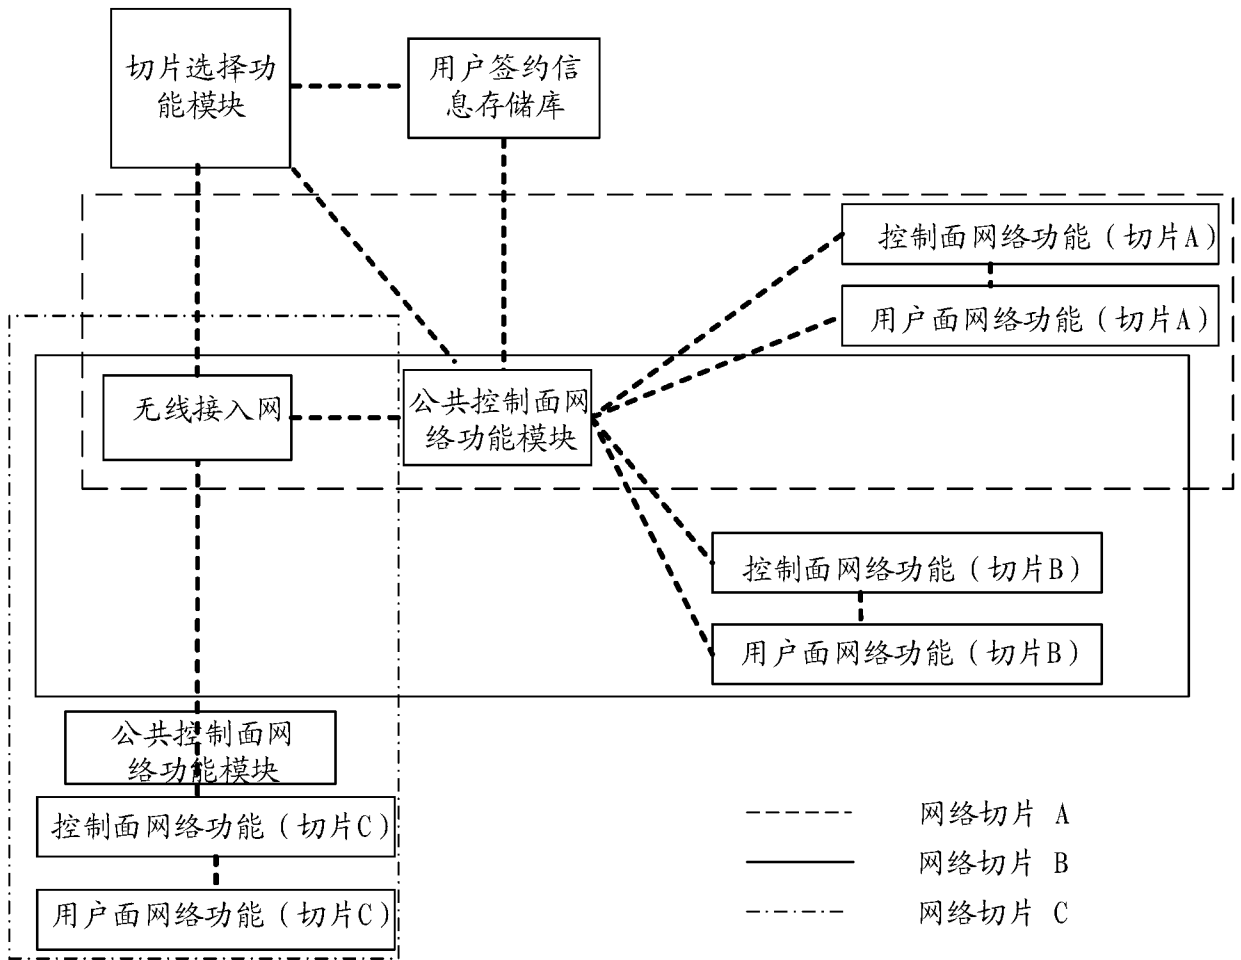 切片选择功
能模块
用户签约信
息存储库
控制面网络功能（切片A）
用户面网络功能（切片A）
无线接入网
公共控制面网
络功能模块
控制面网络功能（切片B）
用户面网络功能（切片B）
公共控制面网
络功能模块
控制面网络功能（切片C）
用户面网络功能（切片C）
网络切片 A
网络切片 B
网络切片 C